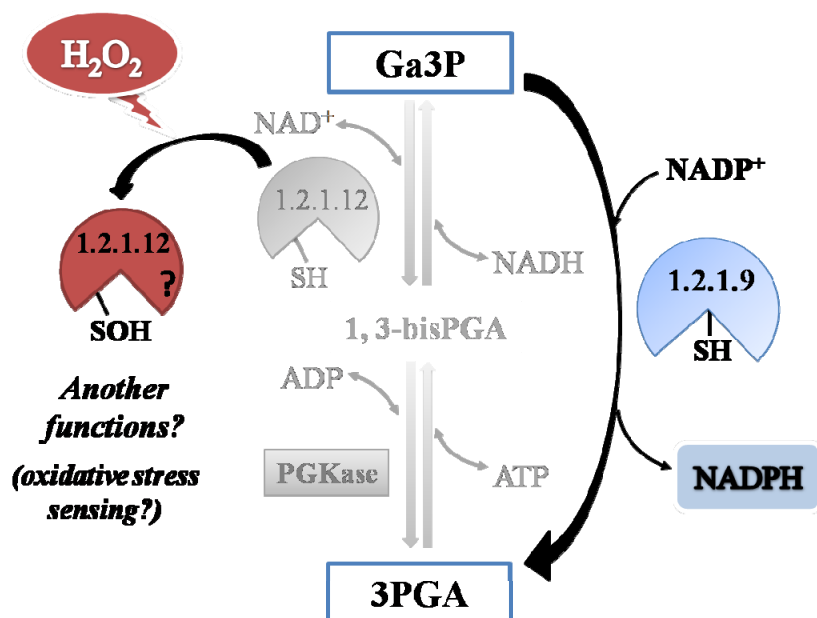 H₂O₂
Ga3P
NAD⁺
NADP⁺
1.2.1.12
SH
NADH
1.2.1.12
?
SOH
1.2.1.9
SH
1, 3-bisPGA
ADP
Another
functions?
(oxidative stress
sensing?)
PGKase
ATP
NADPH
3PGA